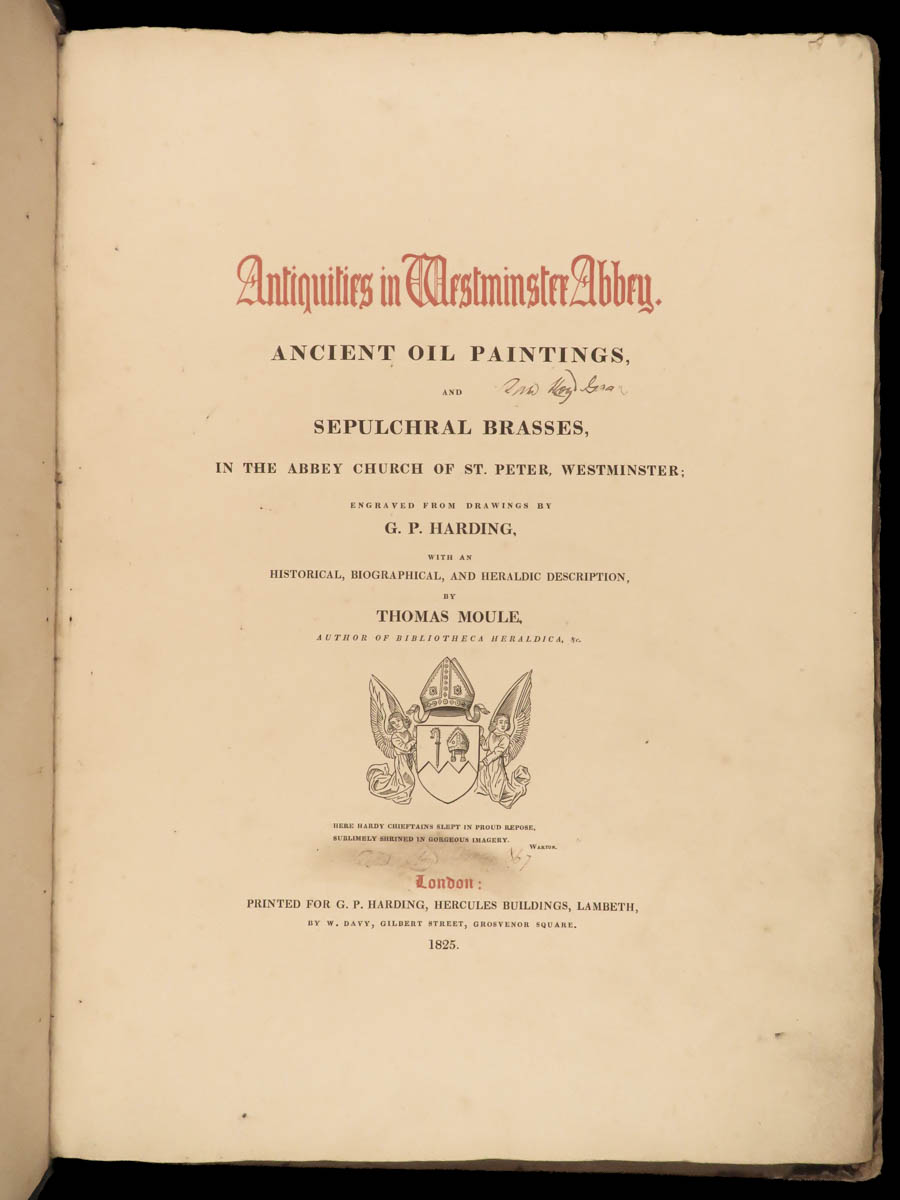 Antiquities in Westminster Abbey.
ANCIENT OIL PAINTINGS,
AND
SEPULCHRAL BRASSES,
IN THE ABBEY CHURCH OF ST. PETER, WESTMINSTER;
ENGRAVED FROM DRAWINGS BY
G. P. HARDING,
WITH AN
HISTORICAL, BIOGRAPHICAL, AND HERALDIC DESCRIPTION,
BY
THOMAS MOULE,
AUTHOR OF BIBLIOTHECA HERALDICA, &c.
HERE HARDY CHIEFTAINS SLEPT IN PROUD REPOSE,
SUBLIMELY SHRINED IN GORGEOUS IMAGERY.
WARTON.
London:
PRINTED FOR G. P. HARDING, HERCULES BUILDINGS, LAMBETH,
BY W. DAVY, GILBERT STREET, GROSVENOR SQUARE.
1825.